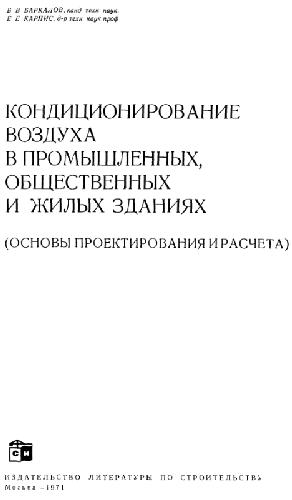 Б В БАРКАЛОВ, канд техн наук
Е Е КАРПИС, д-р техн наук проф
КОНДИЦИОНИРОВАНИЕ
ВОЗДУХА
В ПРОМЫШЛЕННЫХ,
ОБЩЕСТВЕННЫХ
И ЖИЛЫХ ЗДАНИЯХ
(ОСНОВЫ ПРОЕКТИРОВАНИЯ И РАСЧЕТА)
С И
ИЗДАТЕЛЬСТВО ЛИТЕРАТУРЫ ПО СТРОИТЕЛЬСТВУ
Москва —1971